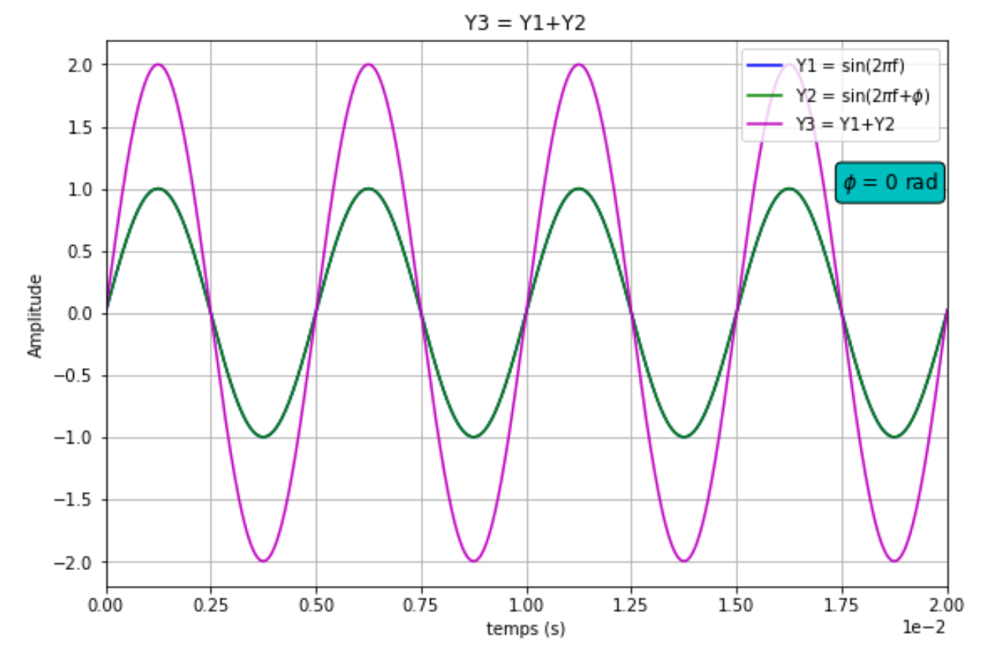 Y3 = Y1+Y2
Y1 = sin(2πf)
Y2 = sin(2πf+ϕ)
Y3 = Y1+Y2
ϕ = 0 rad
2.0
1.5
1.0
0.5
0.0
−0.5
−1.0
−1.5
−2.0
Amplitude
0.00 0.25 0.50 0.75 1.00 1.25 1.50 1.75 2.00
temps (s)
1e−2